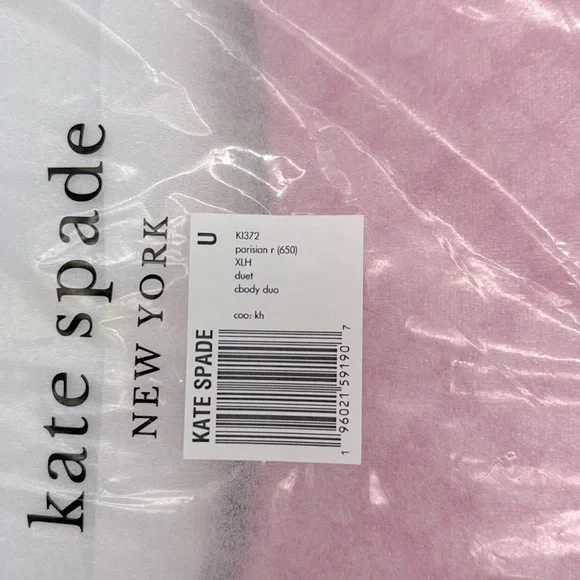 kate spade
NEW YORK
U
KI372
parisian r (650)
XLH
duet
cbody duo
coo: kh
KATE SPADE
1 96021 59190 7